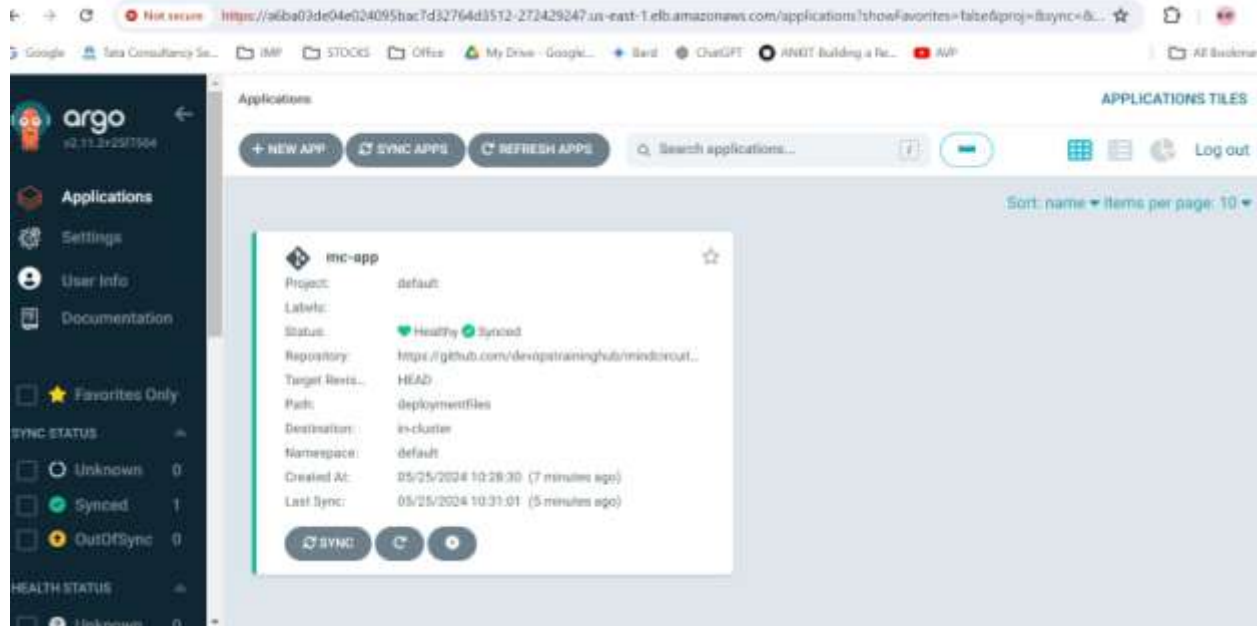 Not secure https://a6ba03de04e024095bac7d32764d3512-272429247.us-east-1.elb.amazonaws.com/applications?showFavorites=false&proj=&sync=&...
Google Tata Consultancy Se... IMP STOCKS Office My Drive - Google... Bard ChatGPT ANKIT Building a Re... AVP All Bookmar
argo
Applications
APPLICATIONS TILES
+ NEW APP SYNC APPS REFRESH APPS Search applications... / Log out
Applications
Settings
User Info
Documentation
Favorites Only
SYNC STATUS
Unknown 0
Synced 1
OutOfSync 0
HEALTH STATUS
Unknown 0
Sort: name Items per page: 10
mc-app
Project: default
Labels:
Status: Healthy Synced
Repository: https://github.com/devopstraininghub/mindcircuit...
Target Revis... HEAD
Path: deploymentfiles
Destination: in-cluster
Namespace: default
Created At: 05/25/2024 10:28:30 (7 minutes ago)
Last Sync: 05/25/2024 10:31:01 (5 minutes ago)
SYNC